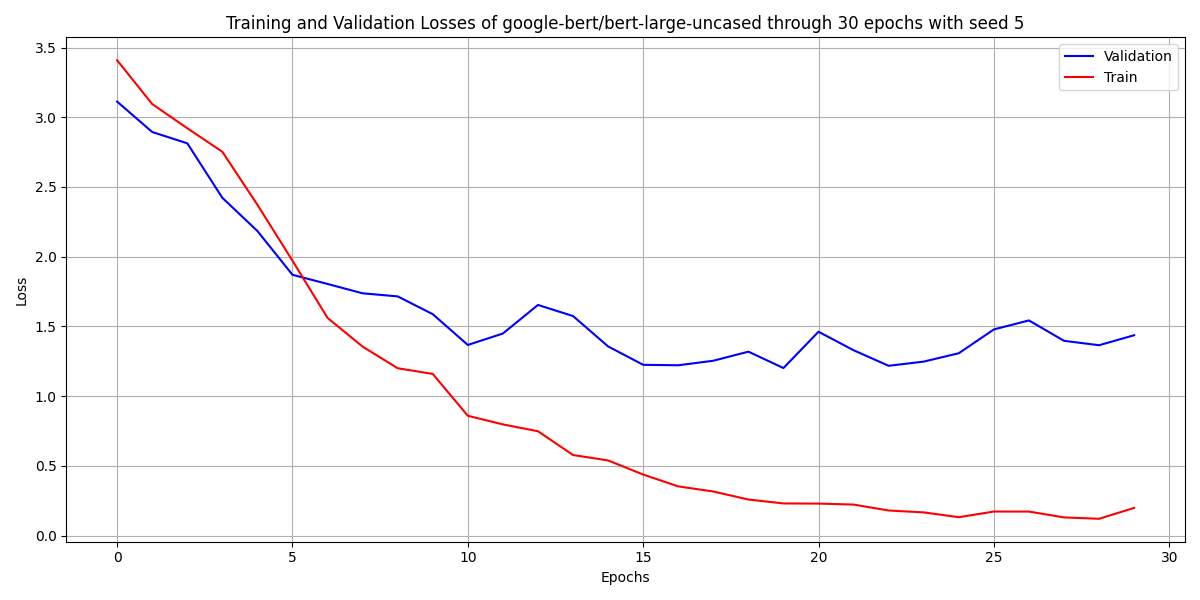 Training and Validation Losses of google-bert/bert-large-uncased through 30 epochs with seed 5
Validation
Train
Loss
3.5
3.0
2.5
2.0
1.5
1.0
0.5
0.0
0 5 10 15 20 25 30
Epochs